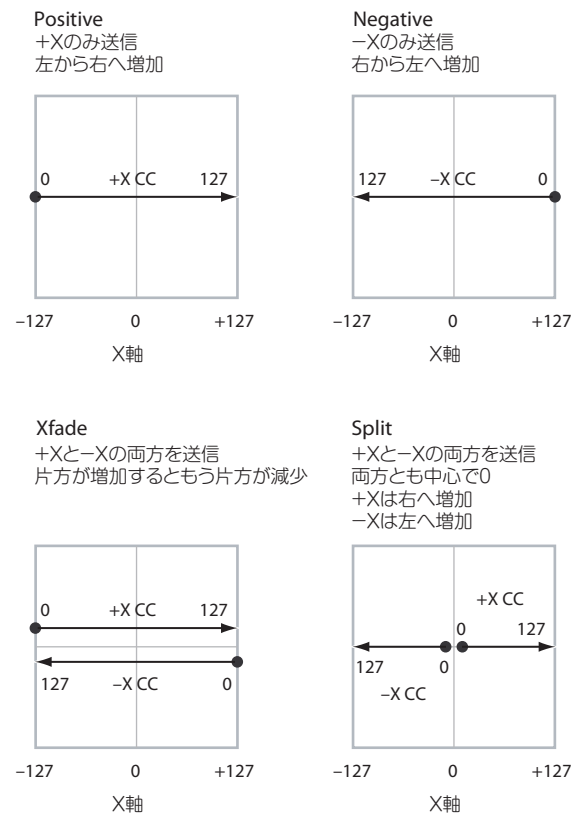 Positive
+Xのみ送信
左から右へ増加
0 +X CC 127
–127 0 +127
X軸
Negative
−Xのみ送信
右から左へ増加
127 –X CC 0
–127 0 +127
X軸
Xfade
+Xと−Xの両方を送信
片方が増加するともう片方が減少
0 +X CC 127
127 –X CC 0
–127 0 +127
X軸
Split
+Xと−Xの両方を送信
両方とも中心で0
+Xは右へ増加
−Xは左へ増加
+X CC
0 127
127 0
–X CC
–127 0 +127
X軸